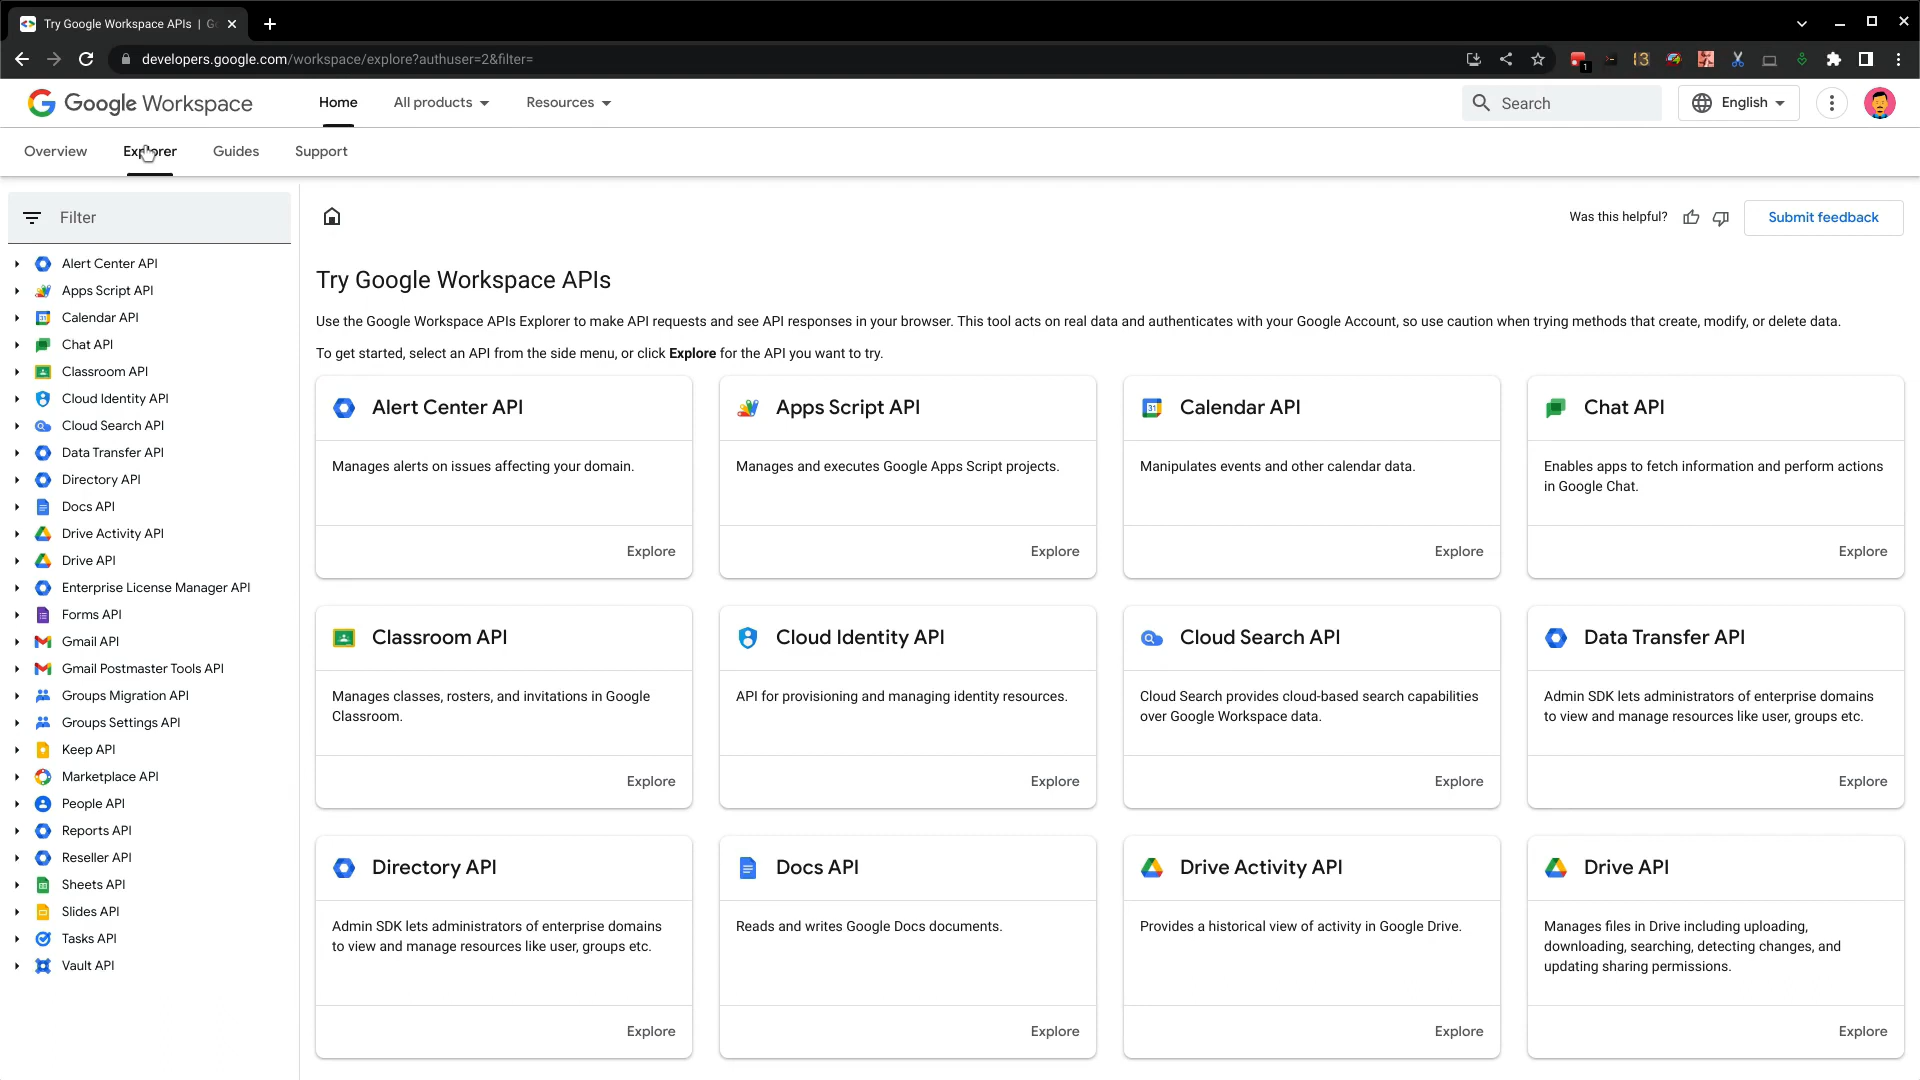 Try Google Workspace APIs | G
developers.google.com/workspace/explore?authuser=2&filter=
1
Google Workspace
Home
All products
Resources
Search
English
Overview
Explorer
Guides
Support
Filter
Was this helpful?
Submit feedback
Alert Center API
Apps Script API
Calendar API
Chat API
Classroom API
Cloud Identity API
Cloud Search API
Data Transfer API
Directory API
Docs API
Drive Activity API
Drive API
Enterprise License Manager API
Forms API
Gmail API
Gmail Postmaster Tools API
Groups Migration API
Groups Settings API
Keep API
Marketplace API
People API
Reports API
Reseller API
Sheets API
Slides API
Tasks API
Vault API
Try Google Workspace APIs
Use the Google Workspace APIs Explorer to make API requests and see API responses in your browser. This tool acts on real data and authenticates with your Google Account, so use caution when trying methods that create, modify, or delete data.
To get started, select an API from the side menu, or click Explore for the API you want to try.
Alert Center API
Manages alerts on issues affecting your domain.
Explore
Apps Script API
Manages and executes Google Apps Script projects.
Explore
Calendar API
Manipulates events and other calendar data.
Explore
Chat API
Enables apps to fetch information and perform actions
in Google Chat.
Explore
Classroom API
Manages classes, rosters, and invitations in Google
Classroom.
Explore
Cloud Identity API
API for provisioning and managing identity resources.
Explore
Cloud Search API
Cloud Search provides cloud-based search capabilities
over Google Workspace data.
Explore
Data Transfer API
Admin SDK lets administrators of enterprise domains
to view and manage resources like user, groups etc.
Explore
Directory API
Admin SDK lets administrators of enterprise domains
to view and manage resources like user, groups etc.
Explore
Docs API
Reads and writes Google Docs documents.
Explore
Drive Activity API
Provides a historical view of activity in Google Drive.
Explore
Drive API
Manages files in Drive including uploading,
downloading, searching, detecting changes, and
updating sharing permissions.
Explore